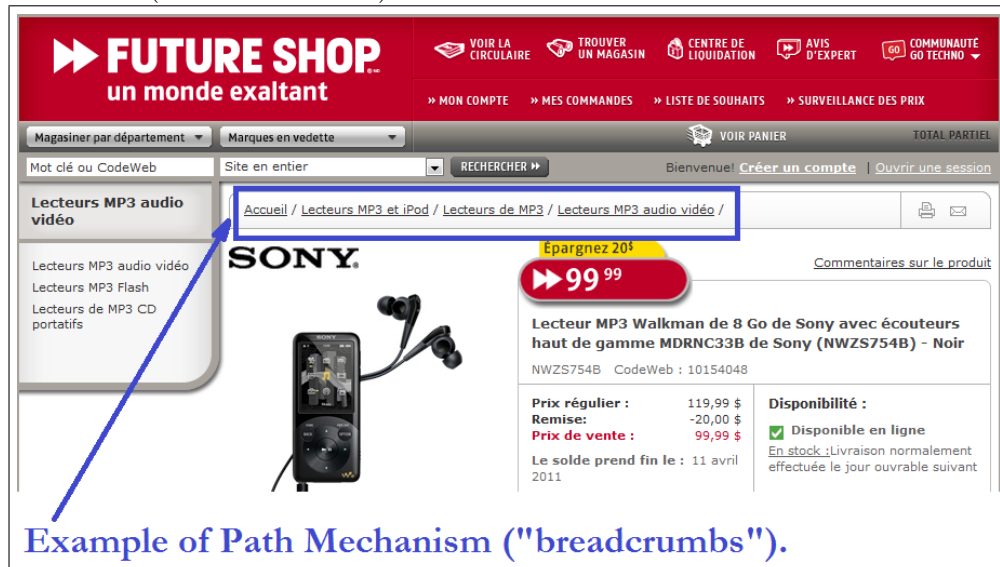 FUTURE SHOP
un monde exaltant
VOIR LA CIRCULAIRE
TROUVER UN MAGASIN
CENTRE DE LIQUIDATION
AVIS D'EXPERT
GO COMMUNAUTÉ GO TECHNO
» MON COMPTE » MES COMMANDES » LISTE DE SOUHAITS » SURVEILLANCE DES PRIX
Magasiner par département Marques en vedette VOIR PANIER TOTAL PARTIEL
Mot clé ou CodeWeb Site en entier RECHERCHER Bienvenue! Créer un compte | Ouvrir une session
Lecteurs MP3 audio
vidéo
Lecteurs MP3 audio vidéo
Lecteurs MP3 Flash
Lecteurs de MP3 CD
portatifs
Accueil / Lecteurs MP3 et iPod / Lecteurs de MP3 / Lecteurs MP3 audio vidéo /
SONY
SONY
Épargnez 20$
99 99
Commentaires sur le produit
Lecteur MP3 Walkman de 8 Go de Sony avec écouteurs
haut de gamme MDRNC33B de Sony (NWZS754B) - Noir
NWZS754B CodeWeb : 10154048
Prix régulier : 119,99 $
Remise: -20,00 $
Prix de vente : 99,99 $
Le solde prend fin le : 11 avril
2011
Disponibilité :
Disponible en ligne
En stock :Livraison normalement
effectuée le jour ouvrable suivant
Example of Path Mechanism ("breadcrumbs").